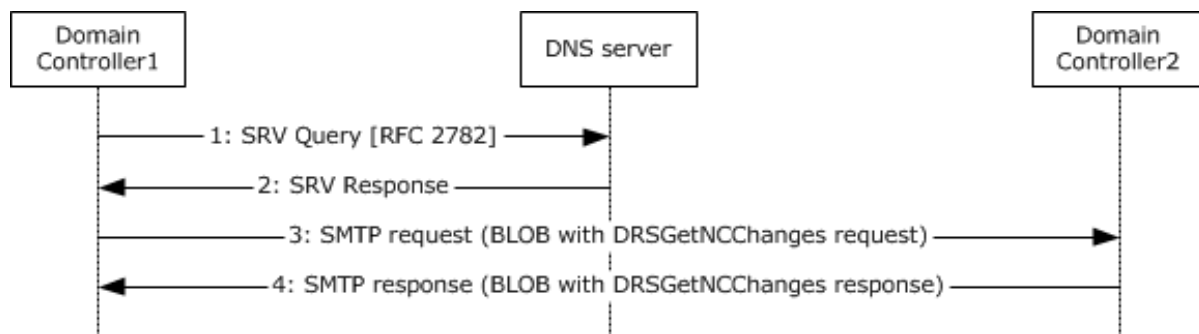 Domain
Controller1
DNS server
Domain
Controller2
1: SRV Query [RFC 2782]
2: SRV Response
3: SMTP request (BLOB with DRSGetNCChanges request)
4: SMTP response (BLOB with DRSGetNCChanges response)